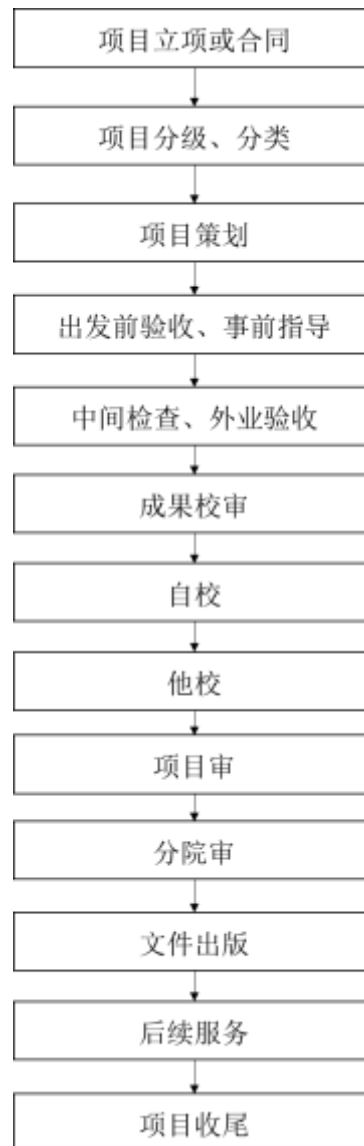 项目立项或合同
项目分级、分类
项目策划
出发前验收、事前指导
中间检查、外业验收
成果校审
自校
他校
项目审
分院审
文件出版
后续服务
项目收尾